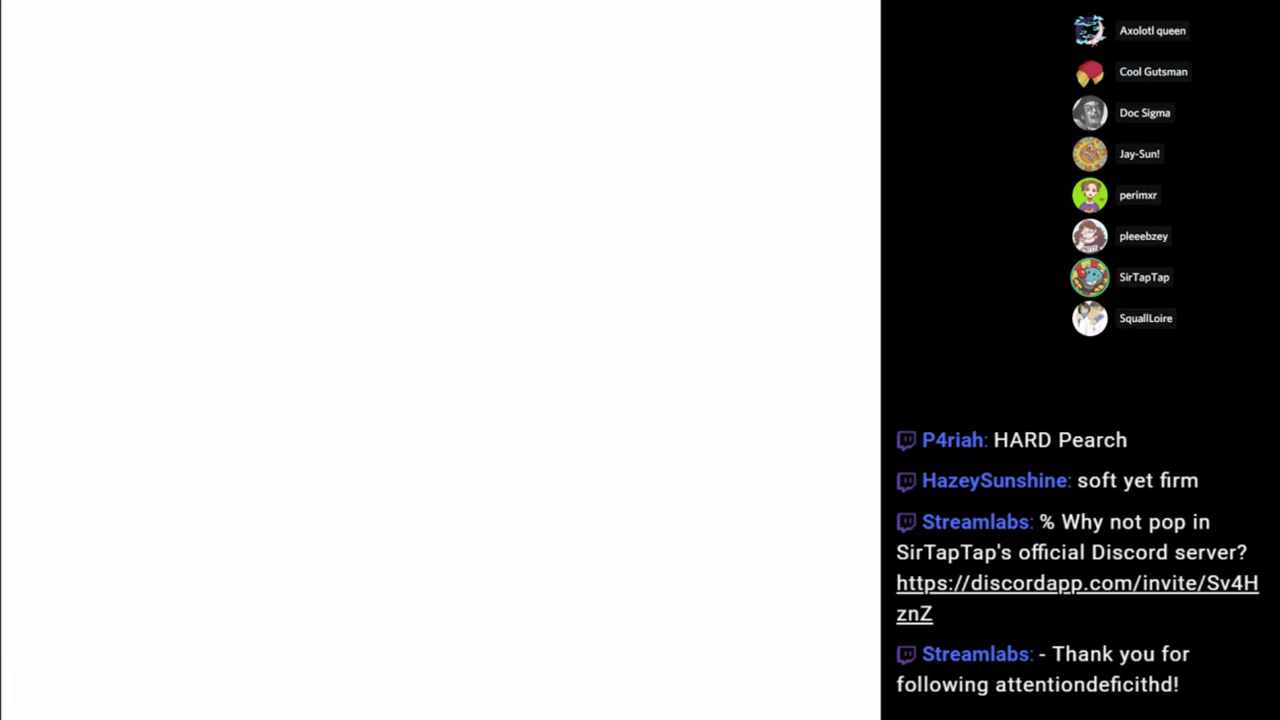 Axolotl queen
Cool Gutsman
Doc Sigma
Jay-Sun!
perimxr
pleeebzey
SirTapTap
SquallLoire
P4riah: HARD Pearch
HazeySunshine: soft yet firm
Streamlabs: % Why not pop in
SirTapTap's official Discord server?
https://discordapp.com/invite/Sv4H
znZ
Streamlabs: - Thank you for
following attentiondeficithd!